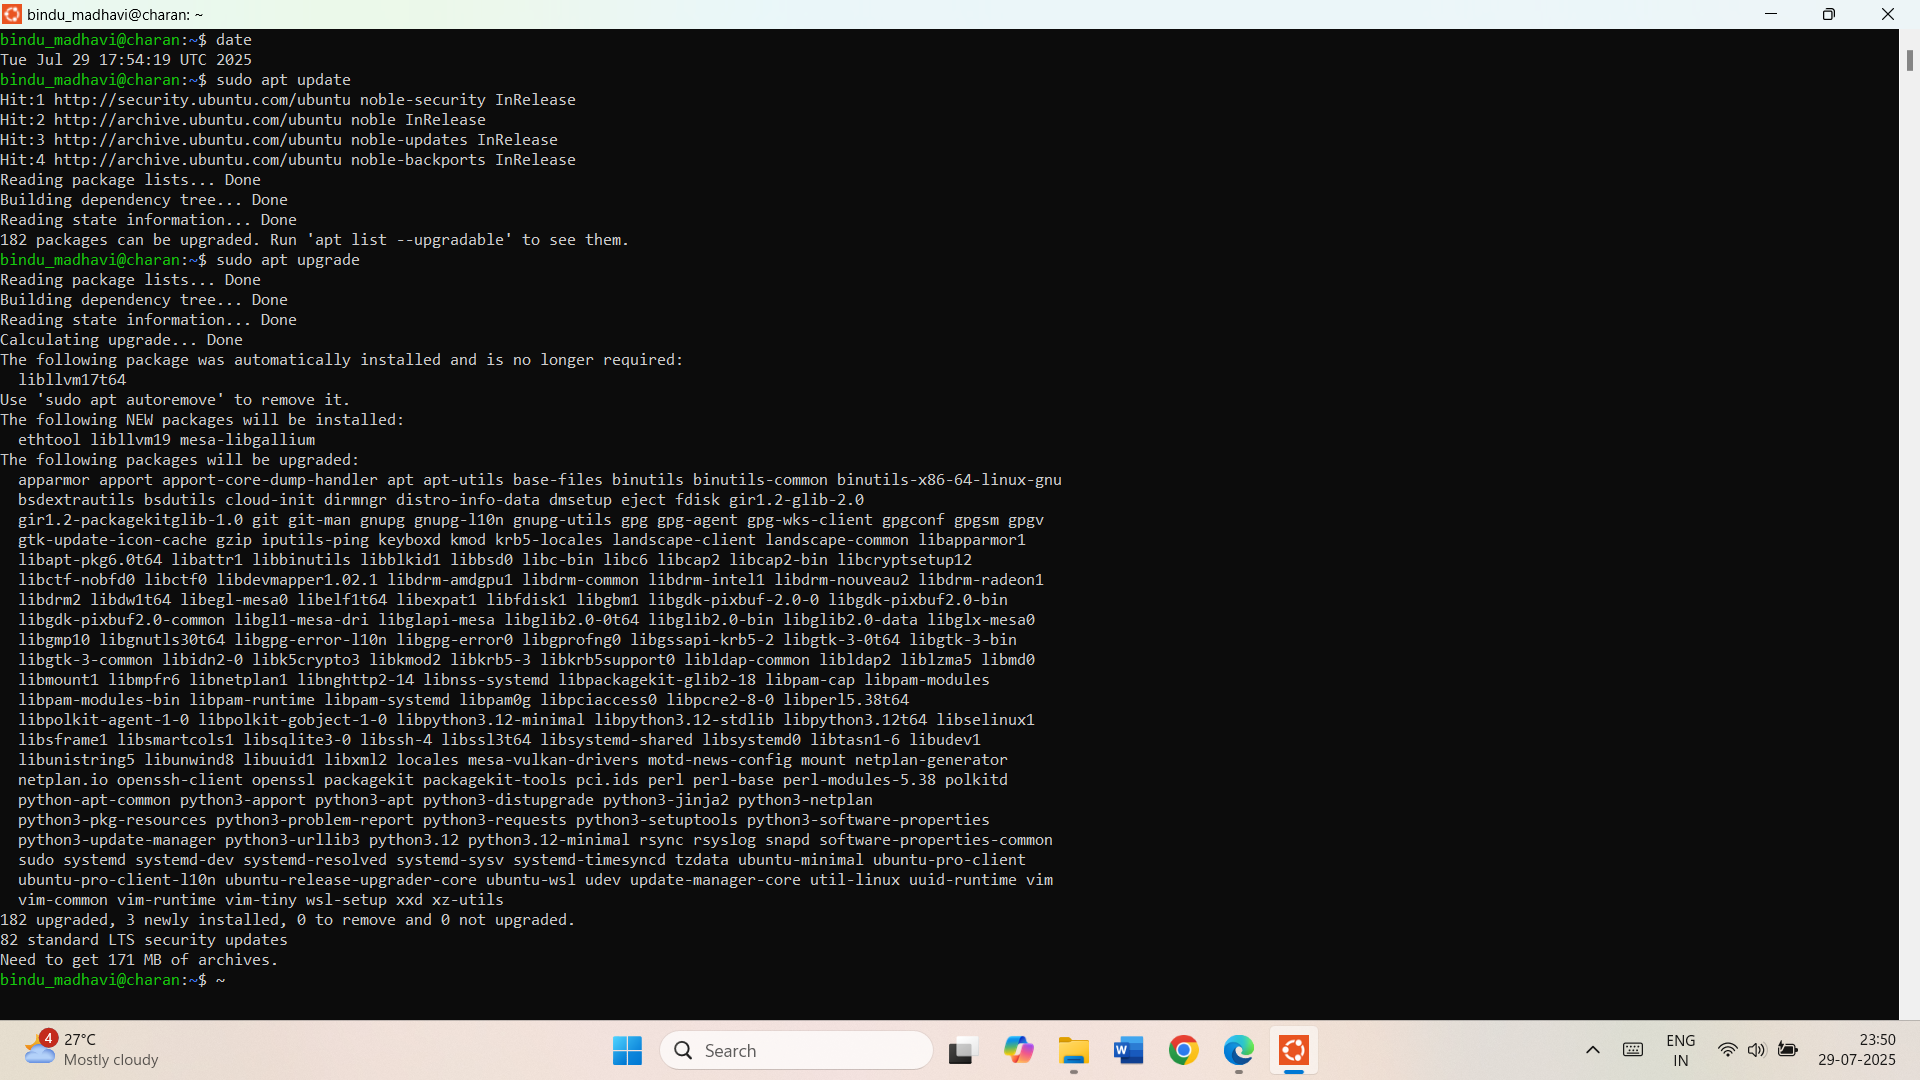 bindu_madhavi@charan: ~
bindu_madhavi@charan:~$ date
Tue Jul 29 17:54:19 UTC 2025
bindu_madhavi@charan:~$ sudo apt update
Hit:1 http://security.ubuntu.com/ubuntu noble-security InRelease
Hit:2 http://archive.ubuntu.com/ubuntu noble InRelease
Hit:3 http://archive.ubuntu.com/ubuntu noble-updates InRelease
Hit:4 http://archive.ubuntu.com/ubuntu noble-backports InRelease
Reading package lists... Done
Building dependency tree... Done
Reading state information... Done
182 packages can be upgraded. Run 'apt list --upgradable' to see them.
bindu_madhavi@charan:~$ sudo apt upgrade
Reading package lists... Done
Building dependency tree... Done
Reading state information... Done
Calculating upgrade... Done
The following package was automatically installed and is no longer required:
  libllvm17t64
Use 'sudo apt autoremove' to remove it.
The following NEW packages will be installed:
  ethtool libllvm19 mesa-libgallium
The following packages will be upgraded:
  apparmor apport apport-core-dump-handler apt apt-utils base-files binutils binutils-common binutils-x86-64-linux-gnu
  bsdextrautils bsdutils cloud-init dirmngr distro-info-data dmsetup eject fdisk gir1.2-glib-2.0
  gir1.2-packagekitglib-1.0 git git-man gnupg gnupg-l10n gnupg-utils gpg gpg-agent gpg-wks-client gpgconf gpgsm gpgv
  gtk-update-icon-cache gzip iputils-ping keyboxd kmod krb5-locales landscape-client landscape-common libapparmor1
  libapt-pkg6.0t64 libattr1 libbinutils libblkid1 libbsd0 libc-bin libc6 libcap2 libcap2-bin libcryptsetup12
  libctf-nobfd0 libctf0 libdevmapper1.02.1 libdrm-amdgpu1 libdrm-common libdrm-intel1 libdrm-nouveau2 libdrm-radeon1
  libdrm2 libdw1t64 libegl-mesa0 libelf1t64 libexpat1 libfdisk1 libgbm1 libgdk-pixbuf-2.0-0 libgdk-pixbuf2.0-bin
  libgdk-pixbuf2.0-common libgl1-mesa-dri libglapi-mesa libglib2.0-0t64 libglib2.0-bin libglib2.0-data libglx-mesa0
  libgmp10 libgnutls30t64 libgpg-error-l10n libgpg-error0 libgprofng0 libgssapi-krb5-2 libgtk-3-0t64 libgtk-3-bin
  libgtk-3-common libidn2-0 libk5crypto3 libkmod2 libkrb5-3 libkrb5support0 libldap-common libldap2 liblzma5 libmd0
  libmount1 libmpfr6 libnetplan1 libnghttp2-14 libnss-systemd libpackagekit-glib2-18 libpam-cap libpam-modules
  libpam-modules-bin libpam-runtime libpam-systemd libpam0g libpciaccess0 libpcre2-8-0 libperl5.38t64
  libpolkit-agent-1-0 libpolkit-gobject-1-0 libpython3.12-minimal libpython3.12-stdlib libpython3.12t64 libselinux1
  libsframe1 libsmartcols1 libsqlite3-0 libssh-4 libssl3t64 libsystemd-shared libsystemd0 libtasn1-6 libudev1
  libunistring5 libunwind8 libuuid1 libxml2 locales mesa-vulkan-drivers motd-news-config mount netplan-generator
  netplan.io openssh-client openssl packagekit packagekit-tools pci.ids perl perl-base perl-modules-5.38 polkitd
  python-apt-common python3-apport python3-apt python3-distupgrade python3-jinja2 python3-netplan
  python3-pkg-resources python3-problem-report python3-requests python3-setuptools python3-software-properties
  python3-update-manager python3-urllib3 python3.12 python3.12-minimal rsync rsyslog snapd software-properties-common
  sudo systemd systemd-dev systemd-resolved systemd-sysv systemd-timesyncd tzdata ubuntu-minimal ubuntu-pro-client
  ubuntu-pro-client-l10n ubuntu-release-upgrader-core ubuntu-wsl udev update-manager-core util-linux uuid-runtime vim
  vim-common vim-runtime vim-tiny wsl-setup xxd xz-utils
182 upgraded, 3 newly installed, 0 to remove and 0 not upgraded.
82 standard LTS security updates
Need to get 171 MB of archives.
bindu_madhavi@charan:~$ ~
4
27°C
Mostly cloudy
Search
W
ENG
IN
23:50
29-07-2025